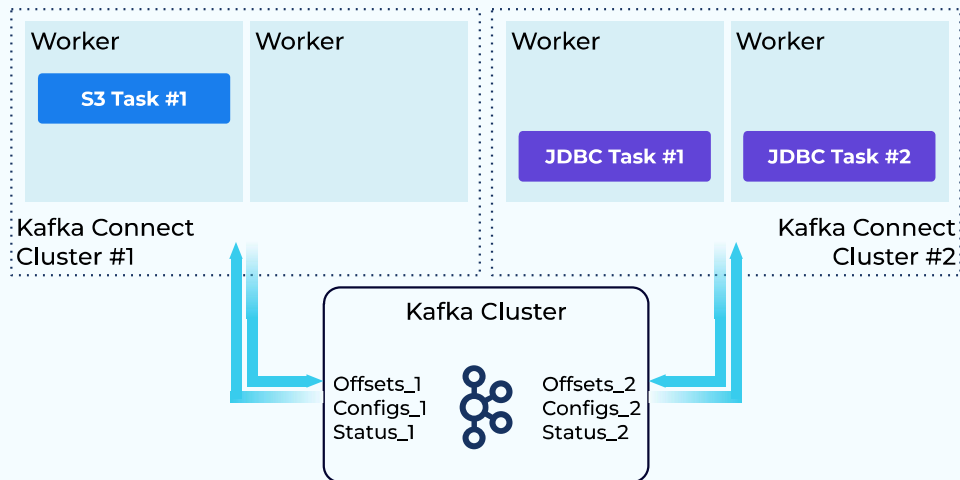 Worker
S3 Task #1
Worker
Kafka Connect
Cluster #1
Worker
JDBC Task #1
Worker
JDBC Task #2
Kafka Connect
Cluster #2
Kafka Cluster
Offsets_1
Configs_1
Status_1
Offsets_2
Configs_2
Status_2